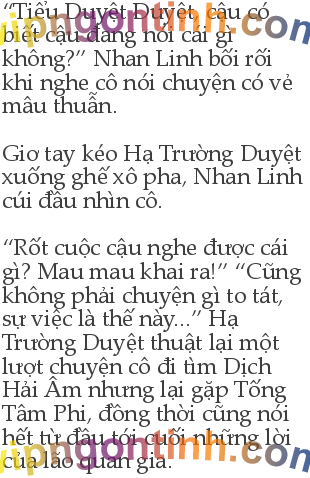 “Tiểu Duyệt Duyệt, cậu có
biết cậu đang nói cái gì
không?” Nhan Linh bối rối
khi nghe cô nói chuyện có vẻ
mâu thuẫn.
Giơ tay kéo Hạ Trường Duyệt
xuống ghế xô pha, Nhan Linh
cúi đầu nhìn cô.
“Rốt cuộc cậu nghe được cái
gì? Mau mau khai ra!” “Cũng
không phải chuyện gì to tát,
sự việc là thế này...” Hạ
Trường Duyệt thuật lại một
lượt chuyện cô đi tìm Dịch
Hải Âm nhưng lại gặp Tống
Tâm Phi, đồng thời cũng nói
hết từ đầu tới cuối những lời
của lão quản gia.
vipngontinh.com
vipngontinh.com